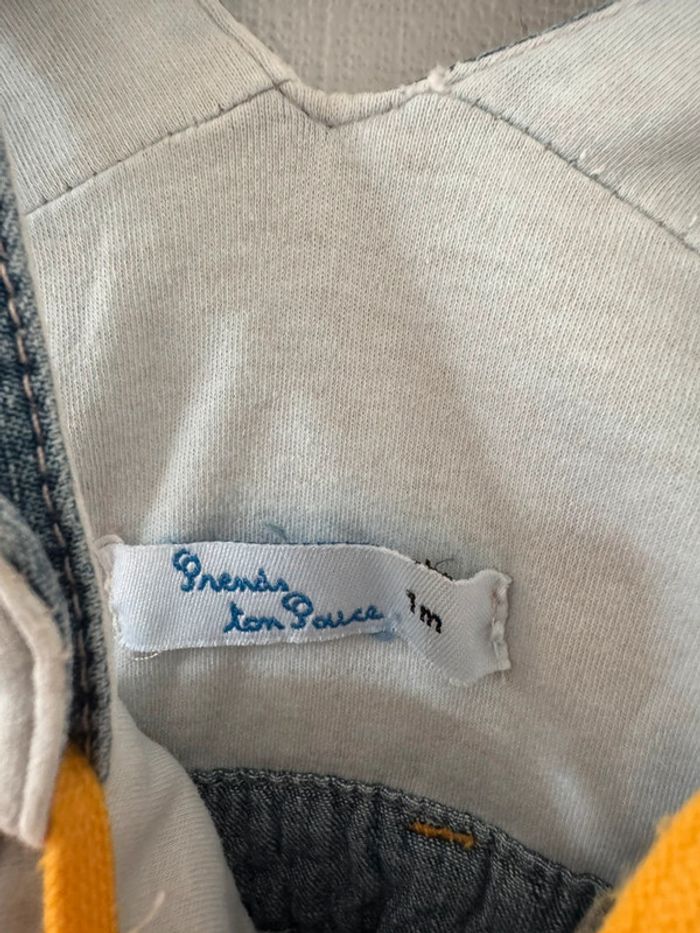 Prends
ton Pouce
1m